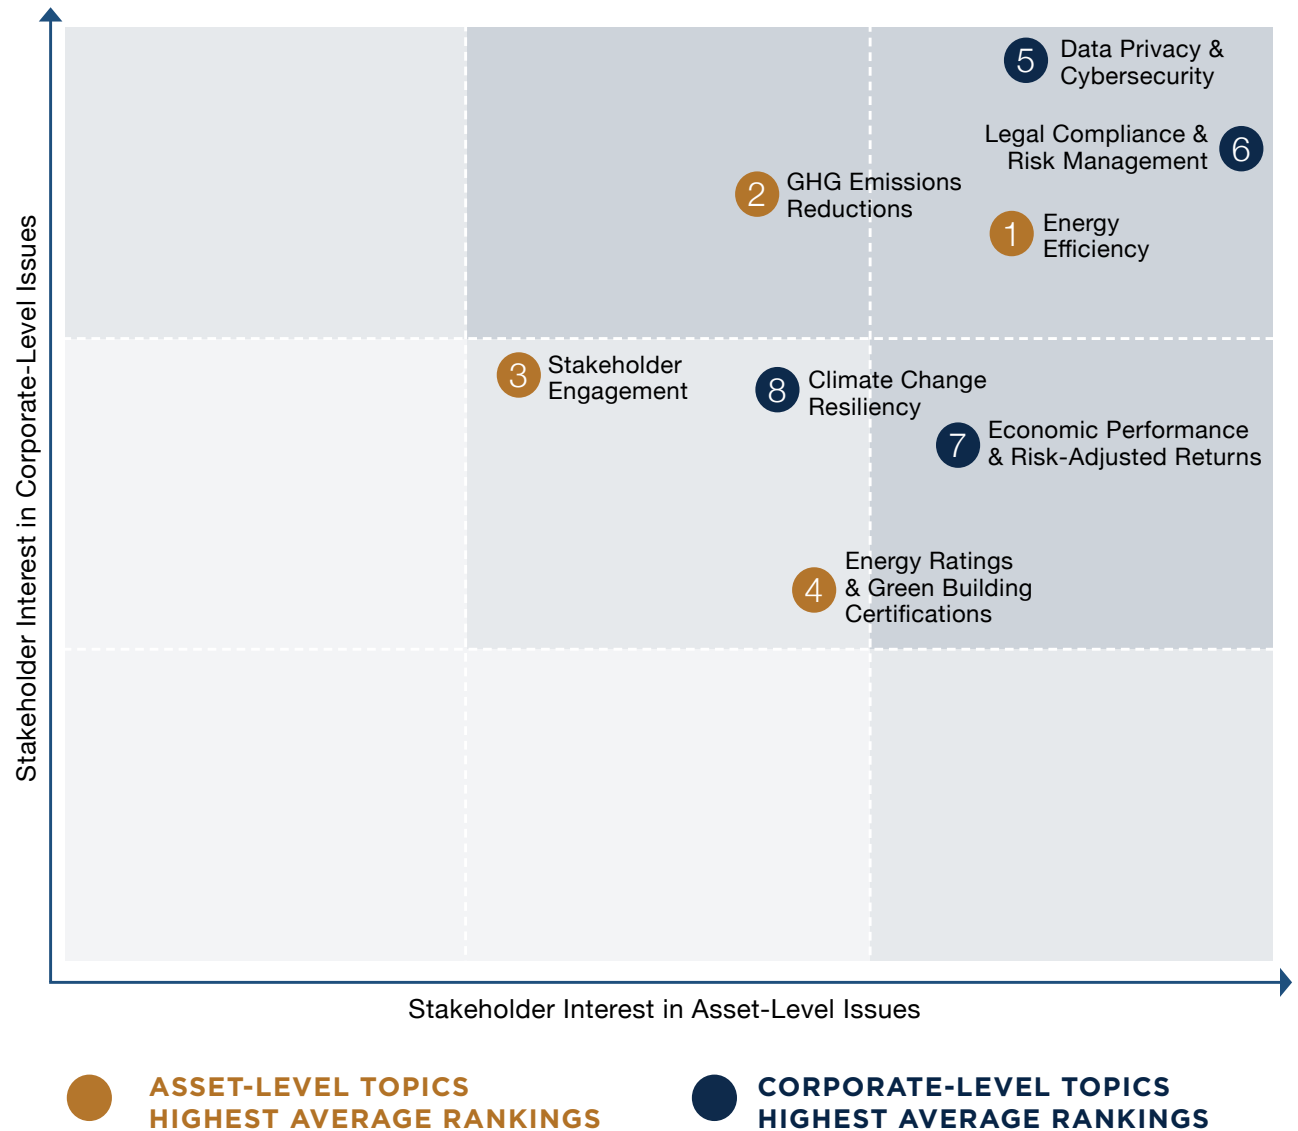 Stakeholder Interest in Corporate-Level Issues
5
Data Privacy &
Cybersecurity
Legal Compliance &
Risk Management
6
2
GHG Emissions
Reductions
1
Energy
Efficiency
3
Stakeholder
Engagement
8
Climate Change
Resiliency
7
Economic Performance
& Risk-Adjusted Returns
4
Energy Ratings
& Green Building
Certifications
Stakeholder Interest in Asset-Level Issues
ASSET-LEVEL TOPICS
HIGHEST AVERAGE RANKINGS
CORPORATE-LEVEL TOPICS
HIGHEST AVERAGE RANKINGS